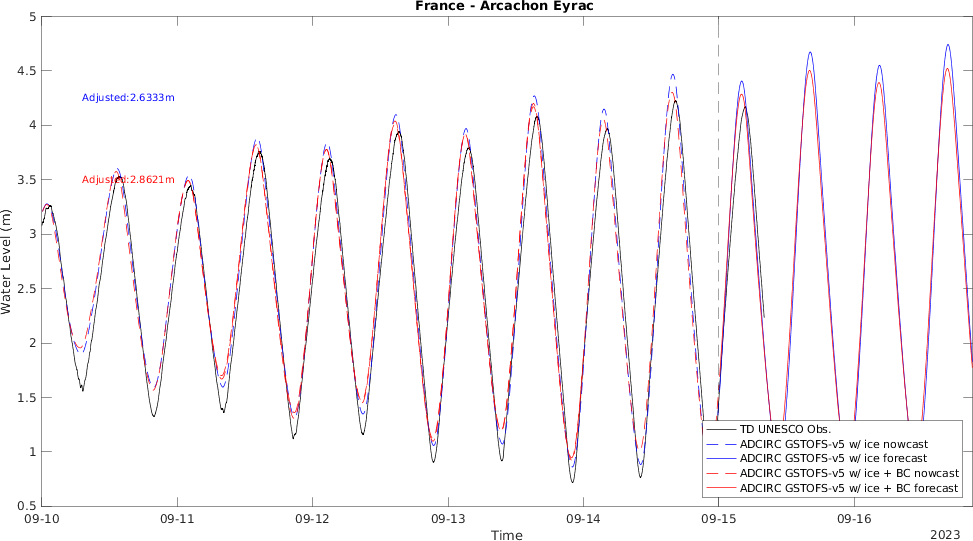 France - Arcachon Eyrac
5
4.5
4
3.5
3
2.5
2
1.5
1
0.5
Water Level (m)
Adjusted:2.6333m
Adjusted:2.8621m
TD UNESCO Obs.
ADCIRC GSTOFS-v5 w/ ice nowcast
ADCIRC GSTOFS-v5 w/ ice forecast
ADCIRC GSTOFS-v5 w/ ice + BC nowcast
ADCIRC GSTOFS-v5 w/ ice + BC forecast
09-10 09-11 09-12 09-13 09-14 09-15 09-16
Time
2023